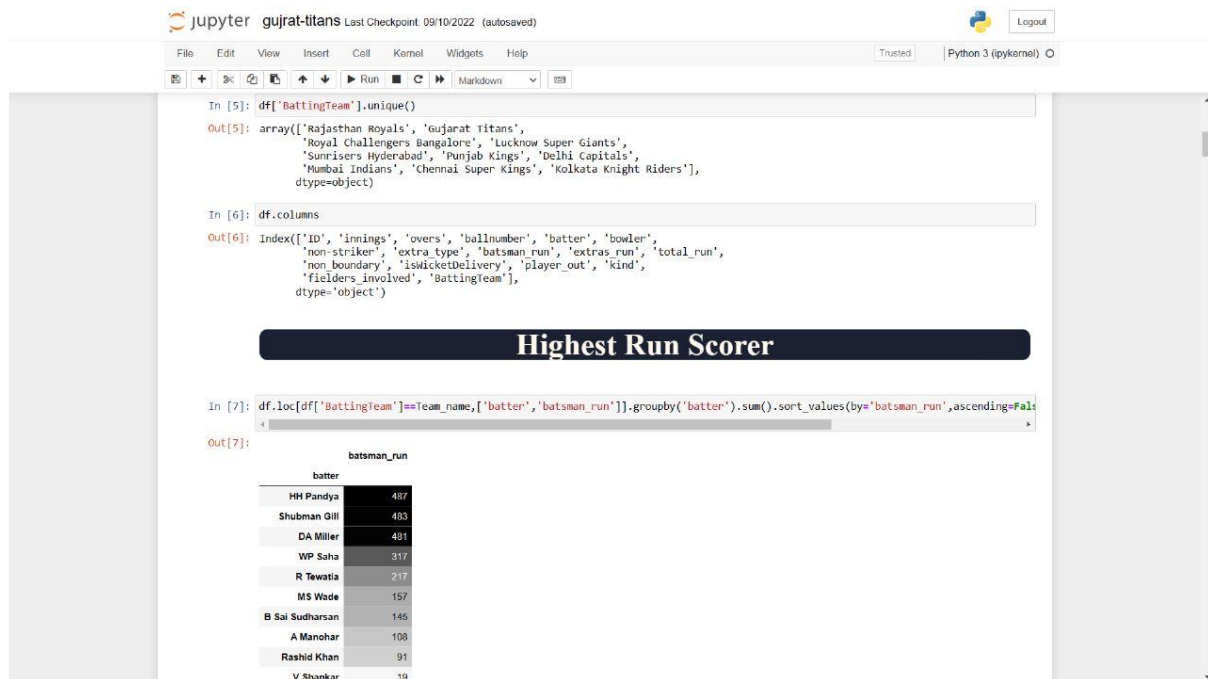 jupyter gujrat-titans Last Checkpoint: 09/10/2022 (autosaved)
Logout
File Edit View Insert Cell Kernel Widgets Help
Trusted Python 3 (ipykernel)
Run Markdown
In [5]: df['BattingTeam'].unique()
Out[5]: array(['Rajasthan Royals', 'Gujarat Titans',
'Royal Challengers Bangalore', 'Lucknow Super Giants',
'Sunrisers Hyderabad', 'Punjab Kings', 'Delhi Capitals',
'Mumbai Indians', 'Chennai Super Kings', 'Kolkata Knight Riders'],
dtype=object)
In [6]: df.columns
Out[6]: Index(['ID', 'innings', 'overs', 'ballnumber', 'batter', 'bowler',
'non-striker', 'extra_type', 'batsman_run', 'extras_run', 'total_run',
'non_boundary', 'isWicketDelivery', 'player_out', 'kind',
'fielders_involved', 'BattingTeam'],
dtype='object')
Highest Run Scorer
In [7]: df.loc[df['BattingTeam']==Team_name,['batter','batsman_run']].groupby('batter').sum().sort_values(by='batsman_run',ascending=Fals
Out[7]:
batsman_run
batter
HH Pandya 487
Shubman Gill 483
DA Miller 481
WP Saha 317
R Tewatia 217
MS Wade 157
B Sai Sudharsan 145
A Manohar 108
Rashid Khan 91
V Shankar 19